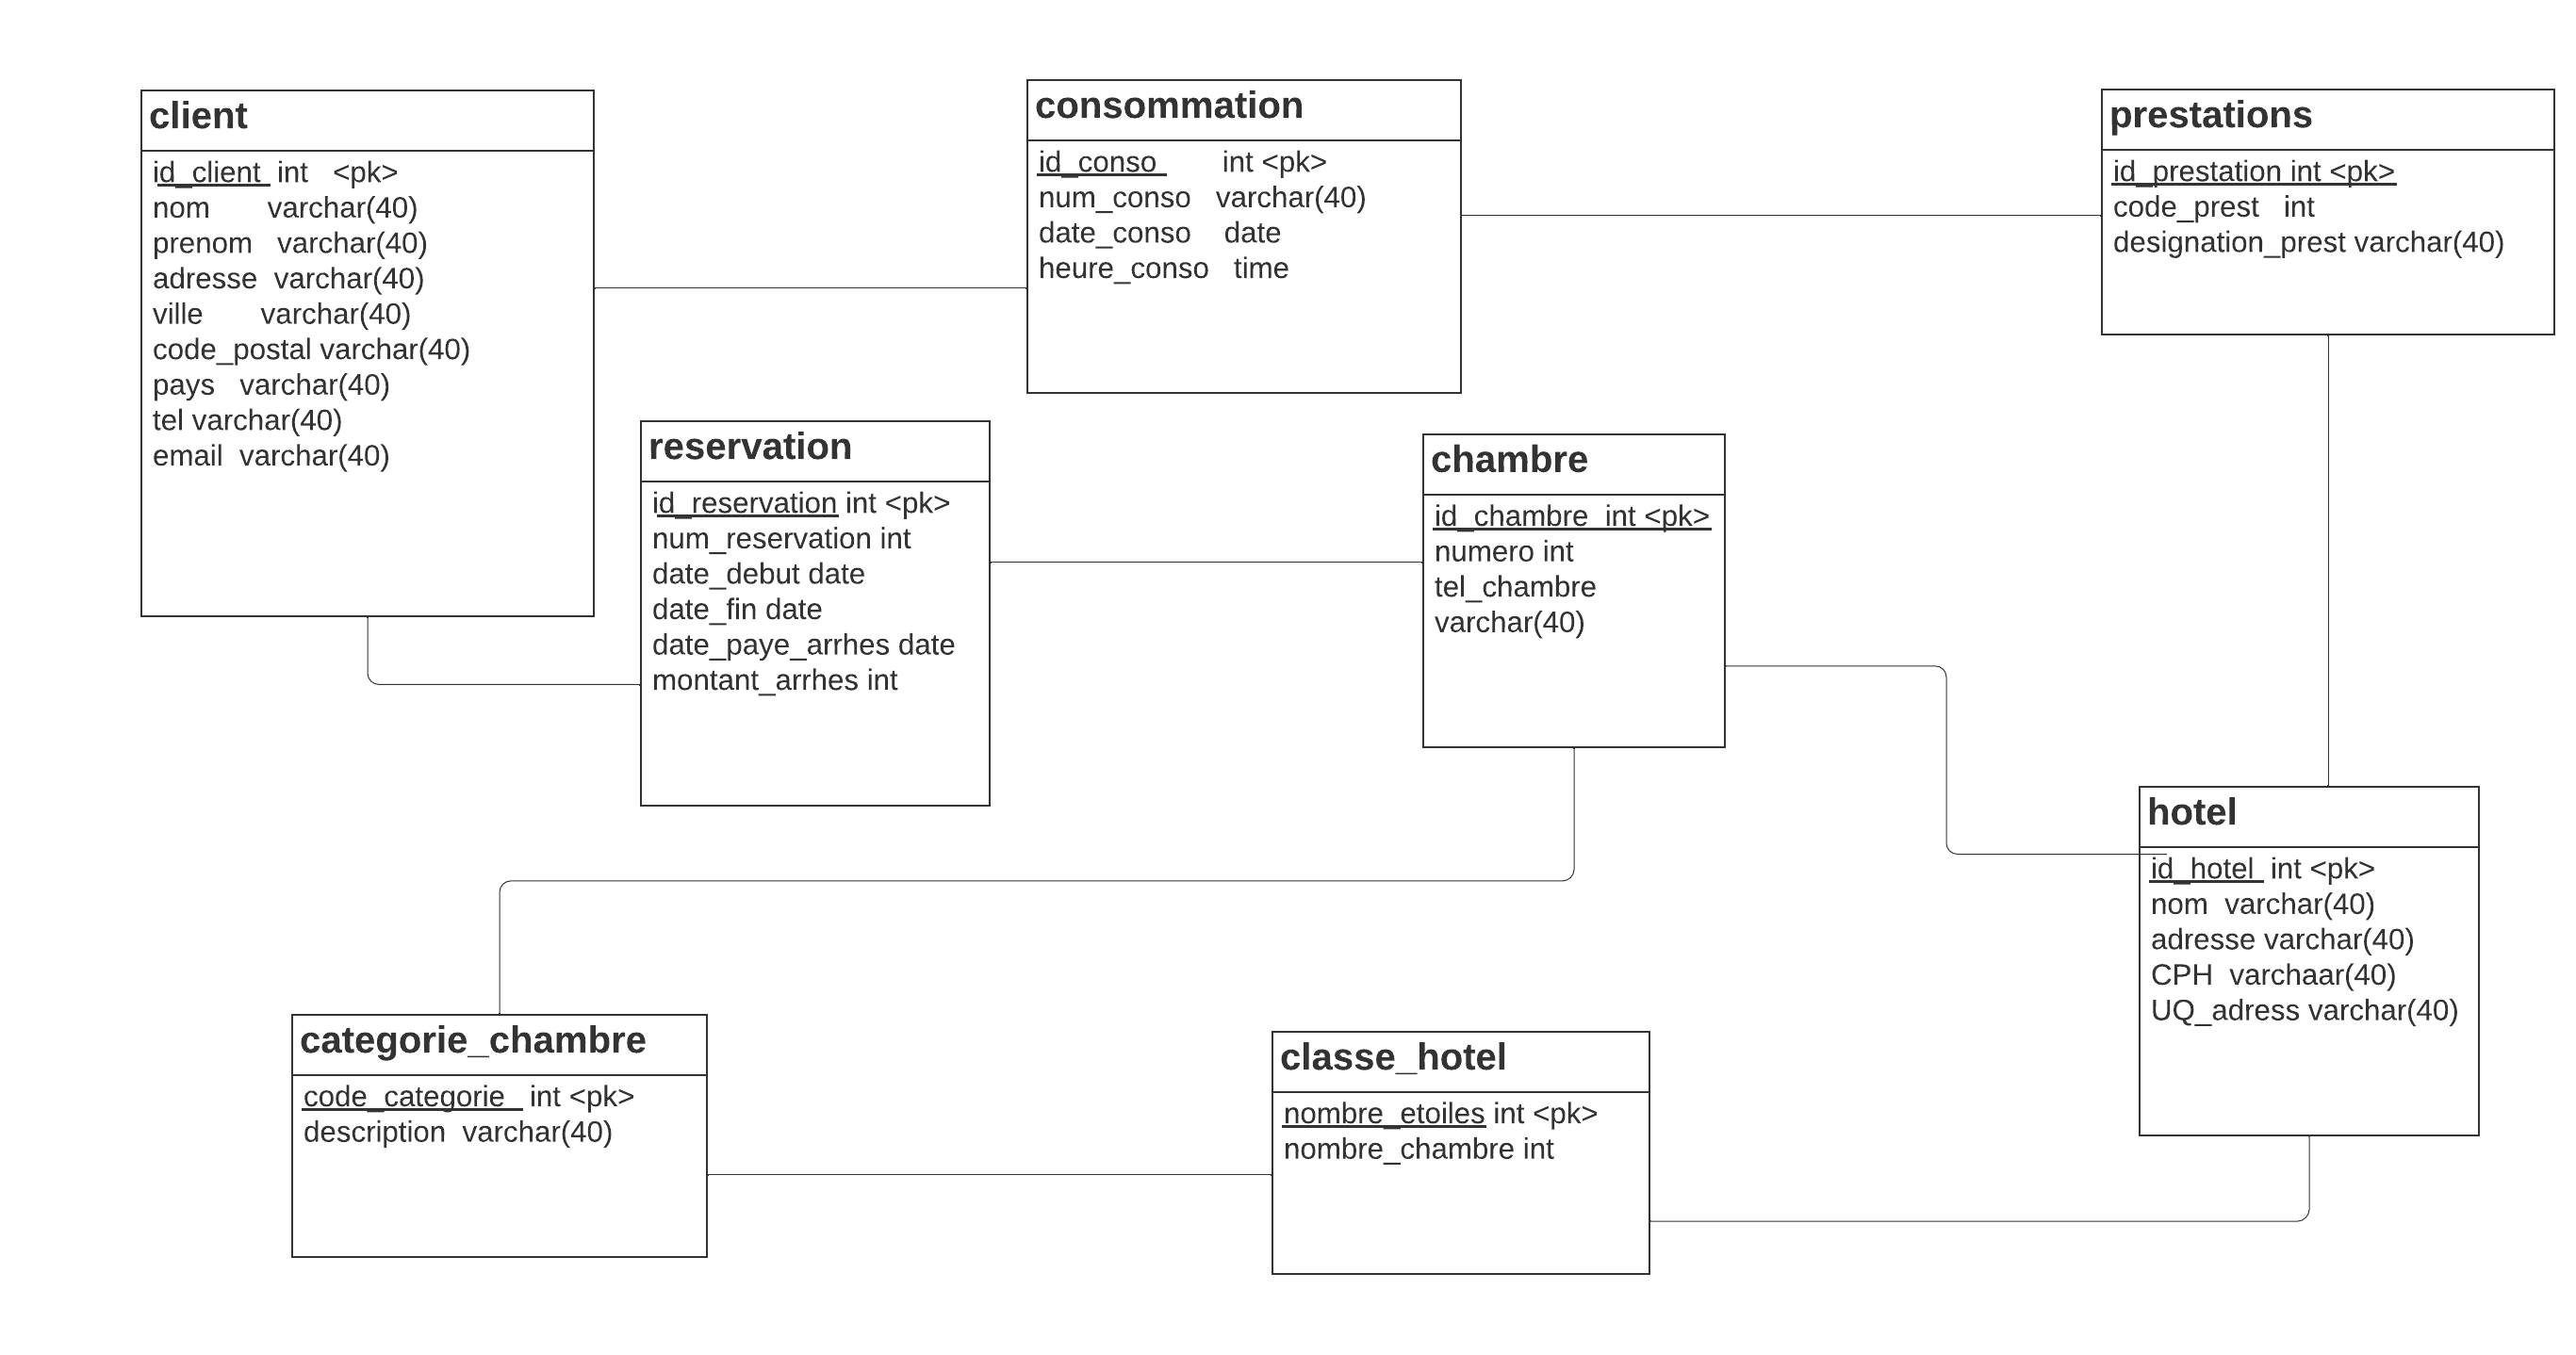 client
id_client int <pk>
nom varchar(40)
prenom varchar(40)
adresse varchar(40)
ville varchar(40)
code_postal varchar(40)
pays varchar(40)
tel varchar(40)
email varchar(40)
consommation
id_conso int <pk>
num_conso varchar(40)
date_conso date
heure_conso time
prestations
id_prestation int <pk>
code_prest int
designation_prest varchar(40)
reservation
id_reservation int <pk>
num_reservation int
date_debut date
date_fin date
date_paye_arrhes date
montant_arrhes int
chambre
id_chambre int <pk>
numero int
tel_chambre
varchar(40)
hotel
id_hotel int <pk>
nom varchar(40)
adresse varchar(40)
CPH varchaar(40)
UQ_adress varchar(40)
categorie_chambre
code_categorie int <pk>
description varchar(40)
classe_hotel
nombre_etoiles int <pk>
nombre_chambre int